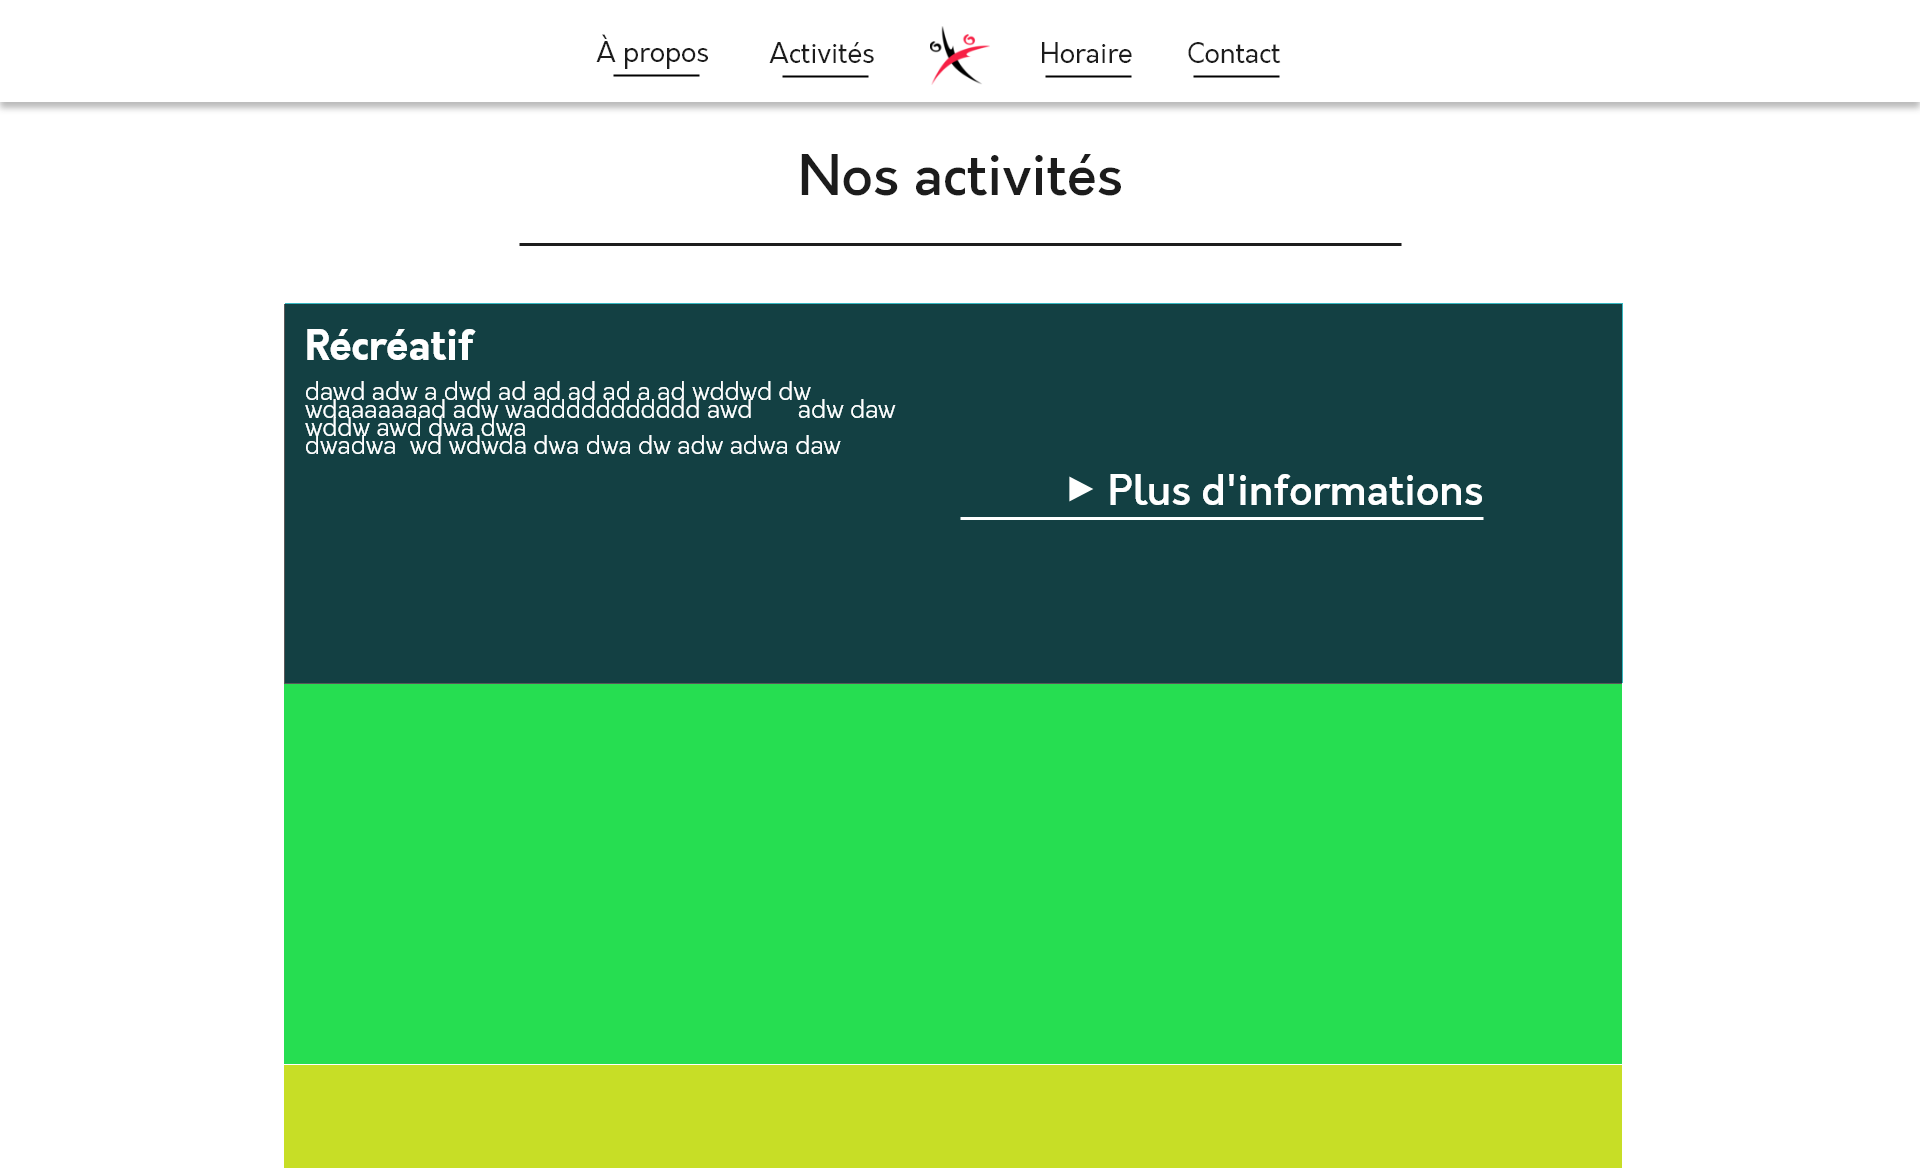 À propos
Activités
Horaire
Contact
Nos activités
Récréatif
dawd adw a dwd ad ad ad ad a ad wddwd dw
wdaaaaaaad adw waddddddddddd awd adw daw
wddw awd dwa dwa
dwadwa wd wdwda dwa dwa dw adw adwa daw
► Plus d'informations